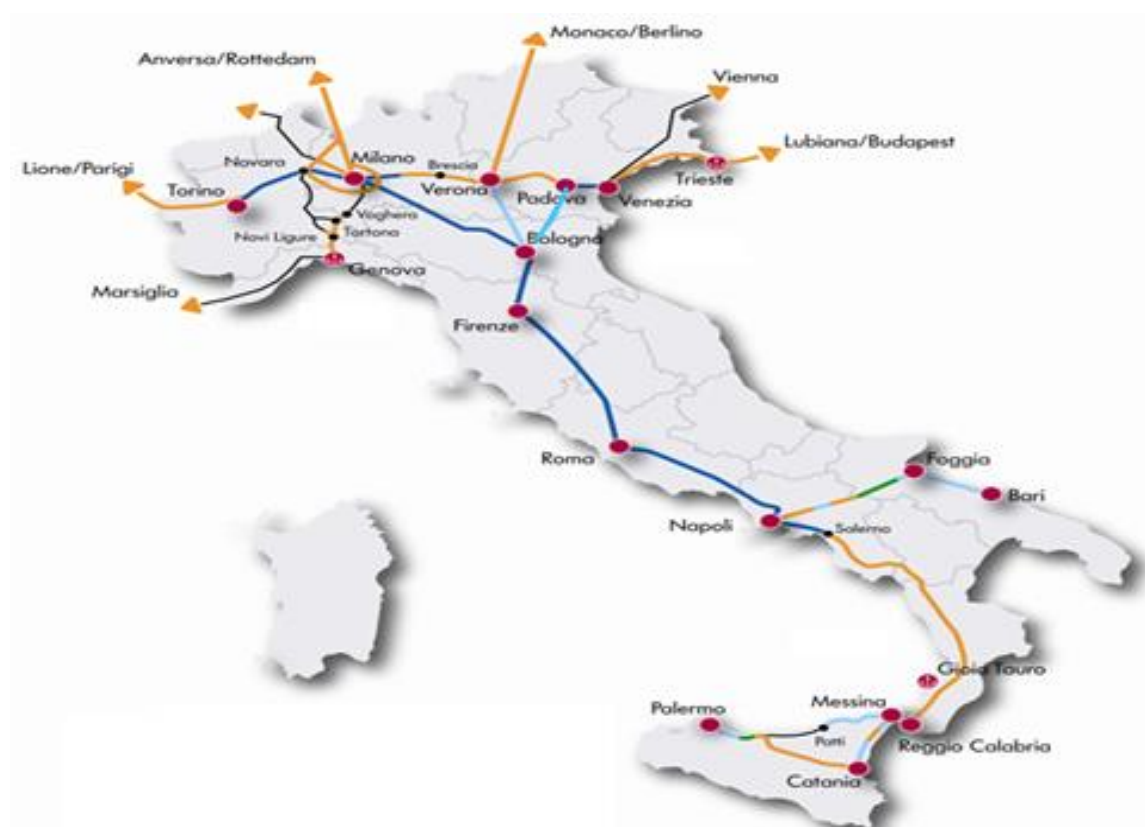 Monaco/Berlino
Anversa/Rottedam
Vienna
Lubiana/Budapest
Lione/Parigi
Novara
Milano
Brescia
Torino
Verona
Padova
Venezia
Trieste
Voghera
Tortona
Novi Ligure
Bologna
Genova
Marsiglia
Firenze
Roma
Foggia
Bari
Napoli
Salerno
Gioia Tauro
Messina
Palermo
Patti
Reggio Calabria
Catania